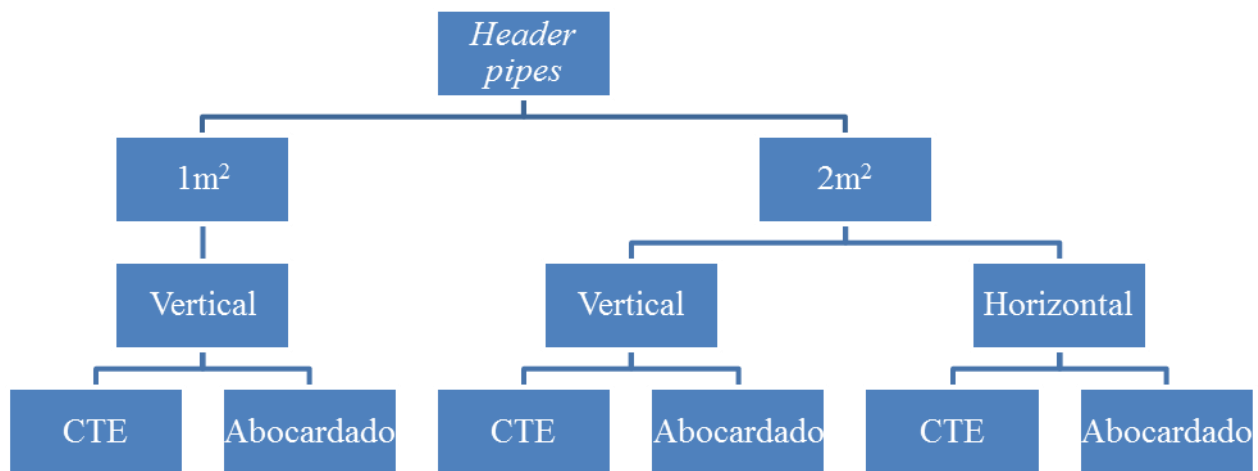 Header
pipes
1m²
2m²
Vertical
Vertical
Horizontal
CTE
Abocardado
CTE
Abocardado
CTE
Abocardado